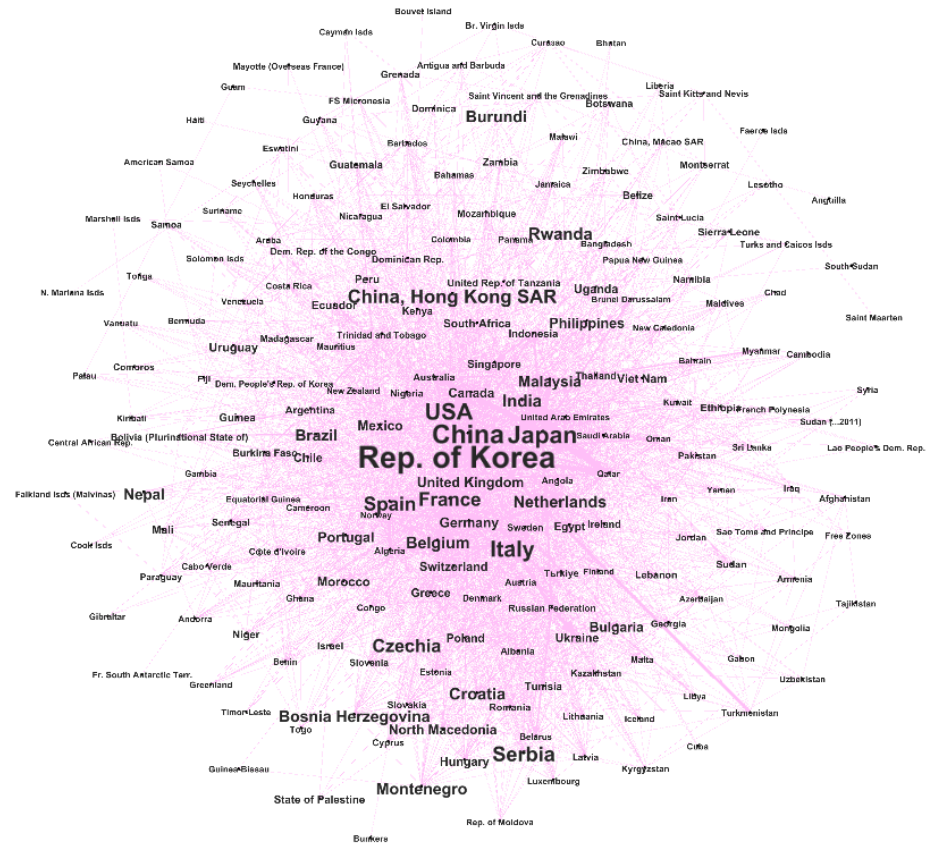 Bouvet Island
Br. Virgin Isds
Cayman Isds
Curaçao
Bhutan
Mayotte (Overseas France)
Antigua and Barbuda
Grenada
Guam
Liberia
Saint Kitts and Nevis
Saint Vincent and the Grenadines
FS Micronesia
Botswana
Dominica
Burundi
Haiti
Guyana
Faeroe Isds
Malawi
China, Macao SAR
Barbados
Eswatini
American Samoa
Zambia
Guatemala
Montserrat
Zimbabwe
Bahamas
Seychelles
Jamaica
Lesotho
Honduras
Belize
Anguilla
El Salvador
Suriname
Mozambique
Nicaragua
Saint Lucia
Marshall Isds
Samoa
Sierra Leone
Rwanda
Aruba
Colombia
Panama
Bangladesh
Turks and Caicos Isds
Dem. Rep. of the Congo
Solomon Isds
Dominican Rep.
Papua New Guinea
South Sudan
Tonga
Peru
Namibia
United Rep. of Tanzania
Costa Rica
Uganda
N. Mariana Isds
Chad
China, Hong Kong SAR
Brunei Darussalam
Venezuela
Ecuador
Maldives
Kenya
Saint Maarten
Bermuda
Vanuatu
South Africa
Philippines
New Caledonia
Trinidad and Tobago
Indonesia
Madagascar
Uruguay
Mauritius
Myanmar
Cambodia
Bahrain
Singapore
Comoros
Palau
Fiji
Australia
Thailand
Viet Nam
Dem. People's Rep. of Korea
Malaysia
New Zealand
Nigeria
Canada
Syria
India
Kuwait
Ethiopia
French Polynesia
Argentina
USA
Kiribati
Guinea
United Arab Emirates
Sudan [...2011]
Mexico
Brazil
China
Japan
Saudi Arabia
Bolivia (Plurinational State of)
Central African Rep.
Oman
Sri Lanka
Lao People's Dem. Rep.
Burkina Faso
Chile
Rep. of Korea
Pakistan
Gambia
Qatar
United Kingdom
Angola
Yemen
Iraq
Falkland Isds (Malvinas)
Nepal
Equatorial Guinea
Iran
Afghanistan
Spain
France
Netherlands
Cameroon
Norway
Senegal
Germany
Sweden
Egypt
Ireland
Mali
Sao Tome and Principe
Free Zones
Portugal
Jordan
Belgium
Cook Isds
Italy
Côte d'Ivoire
Algeria
Cabo Verde
Switzerland
Sudan
Türkiye
Finland
Paraguay
Lebanon
Armenia
Mauritania
Morocco
Austria
Greece
Ghana
Denmark
Azerbaijan
Congo
Russian Federation
Tajikistan
Gibraltar
Andorra
Georgia
Bulgaria
Mongolia
Niger
Poland
Ukraine
Israel
Czechia
Albania
Benin
Slovenia
Malta
Gabon
Fr. South Antarctic Terr.
Estonia
Kazakhstan
Uzbekistan
Greenland
Tunisia
Croatia
Libya
Slovakia
Romania
Timor-Leste
Turkmenistan
Bosnia Herzegovina
Lithuania
Iceland
Togo
North Macedonia
Belarus
Cyprus
Cuba
Serbia
Latvia
Hungary
Guinea-Bissau
Kyrgyzstan
Luxembourg
Montenegro
State of Palestine
Rep. of Moldova
Bunkers